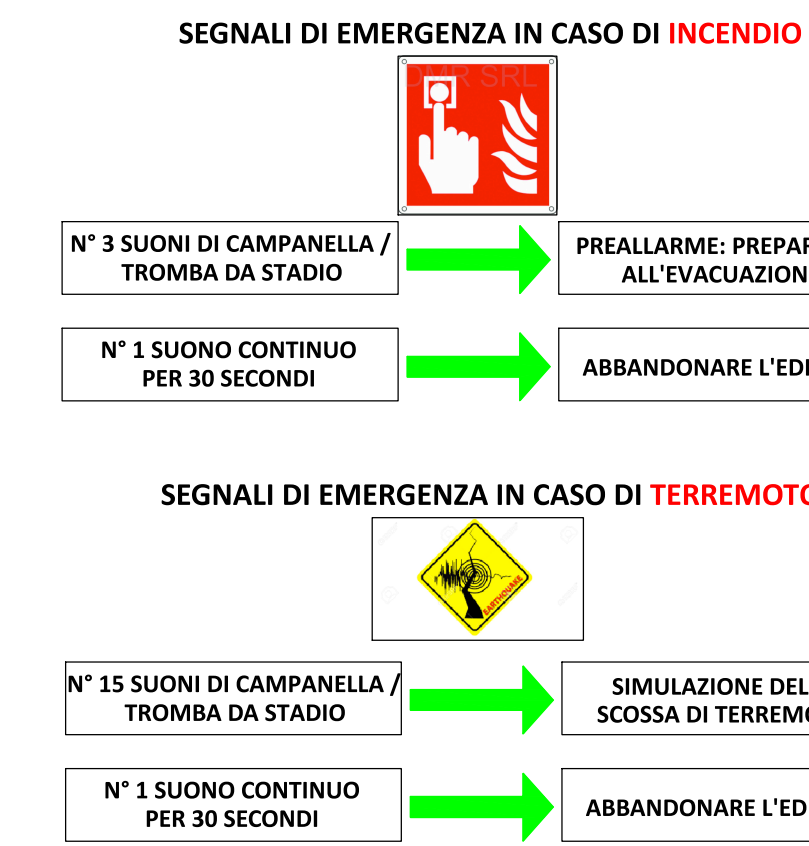 SEGNALI DI EMERGENZA IN CASO DI INCENDIO
DMR SRL
N° 3 SUONI DI CAMPANELLA /
TROMBA DA STADIO
PREALLARME: PREPAR
ALL'EVACUAZION
N° 1 SUONO CONTINUO
PER 30 SECONDI
ABBANDONARE L'EDI
SEGNALI DI EMERGENZA IN CASO DI TERREMOTO
EARTHQUAKE
N° 15 SUONI DI CAMPANELLA /
TROMBA DA STADIO
SIMULAZIONE DEL
SCOSSA DI TERREMO
N° 1 SUONO CONTINUO
PER 30 SECONDI
ABBANDONARE L'ED